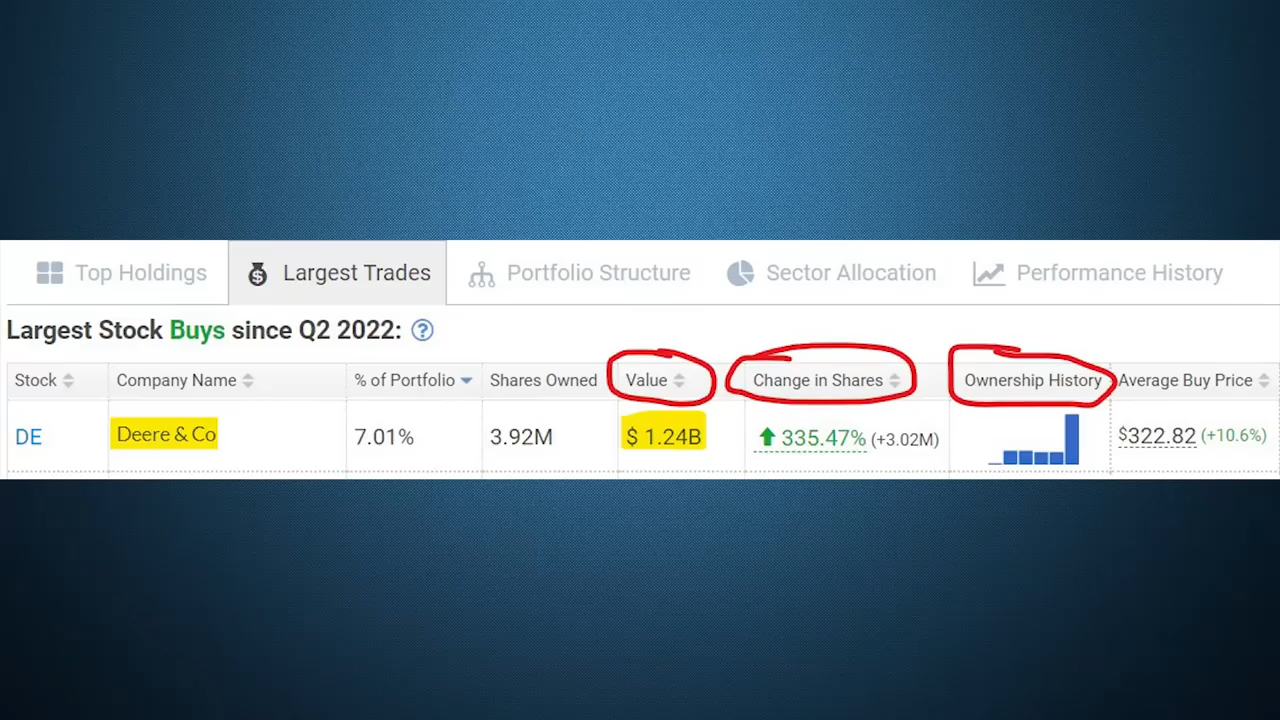 Top Holdings Largest Trades Portfolio Structure Sector Allocation Performance History
Largest Stock Buys since Q2 2022: ?
Stock Company Name % of Portfolio Shares Owned Value Change in Shares Ownership History Average Buy Price
DE Deere & Co 7.01% 3.92M $ 1.24B 335.47% (+3.02M) $322.82 (+10.6%)